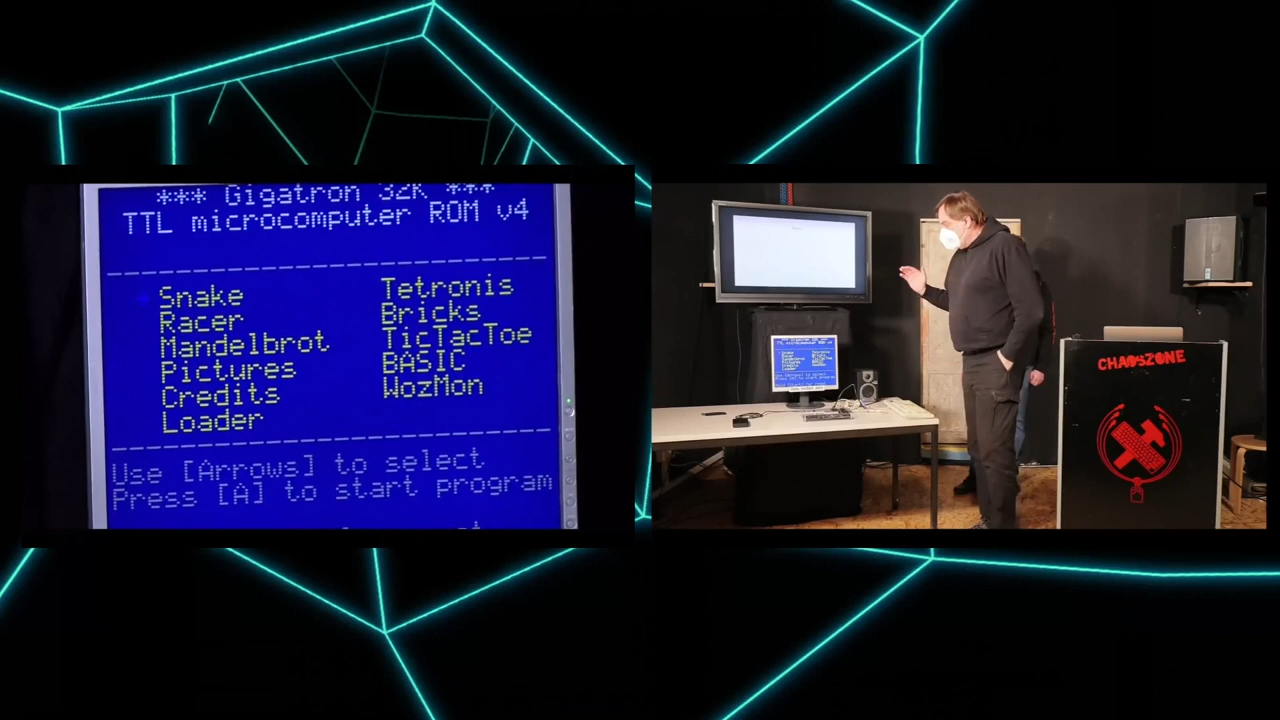 *** Gigatron 32K ***
TTL microcomputer ROM v4
Snake Tetronis
Racer Bricks
Mandelbrot TicTacToe
Pictures BASIC
Credits WozMon
Loader
Use [Arrows] to select
Press [A] to start program
CHAOSZONE